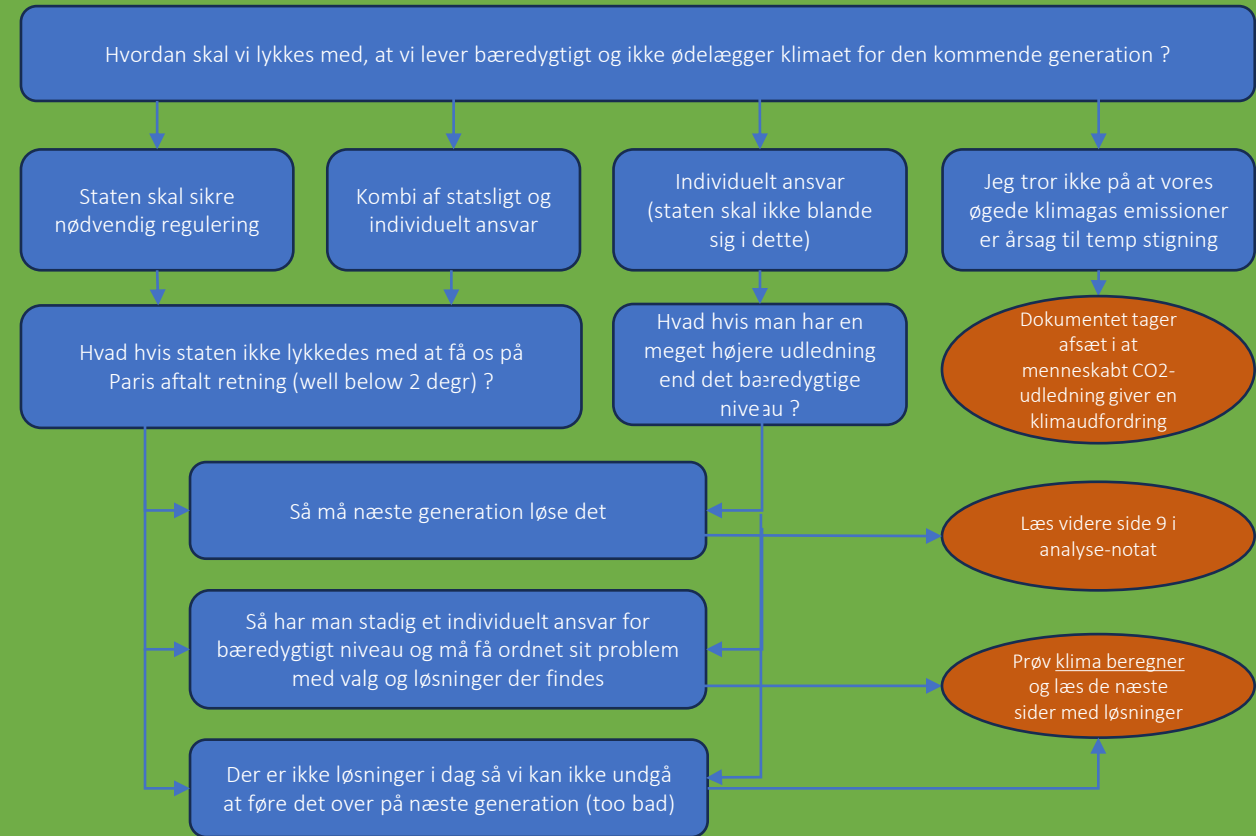 Hvordan skal vi lykkes med, at vi lever bæredygtigt og ikke ødelægger klimaet for den kommende generation ?
Staten skal sikre
nødvendig regulering
Kombi af statsligt og
individuelt ansvar
Individuelt ansvar
(staten skal ikke blande
sig i dette)
Jeg tror ikke på at vores
øgede klimagas emissioner
er årsag til temp stigning
Hvad hvis staten ikke lykkedes med at få os på
Paris aftalt retning (well below 2 degr) ?
Hvad hvis man har en
meget højere udledning
end det bæredygtige
niveau ?
Dokumentet tager
afsæt i at
menneskabt CO2-
udledning giver en
klimaudfordring
Så må næste generation løse det
Læs videre side 9 i
analyse-notat
Så har man stadig et individuelt ansvar for
bæredygtigt niveau og må få ordnet sit problem
med valg og løsninger der findes
Prøv klima beregner
og læs de næste
sider med løsninger
Der er ikke løsninger i dag så vi kan ikke undgå
at føre det over på næste generation (too bad)